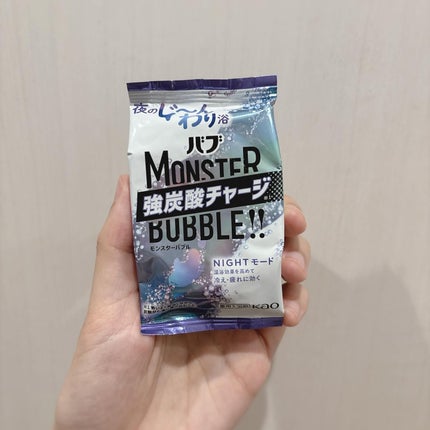 夜のじ〜んわり浴
バブ
MONSTER
強炭酸チャージ
BUBBLE!!
モンスターバブル
NIGHTモード
温浴効果を高めて
冷え・疲れに効く
Kao